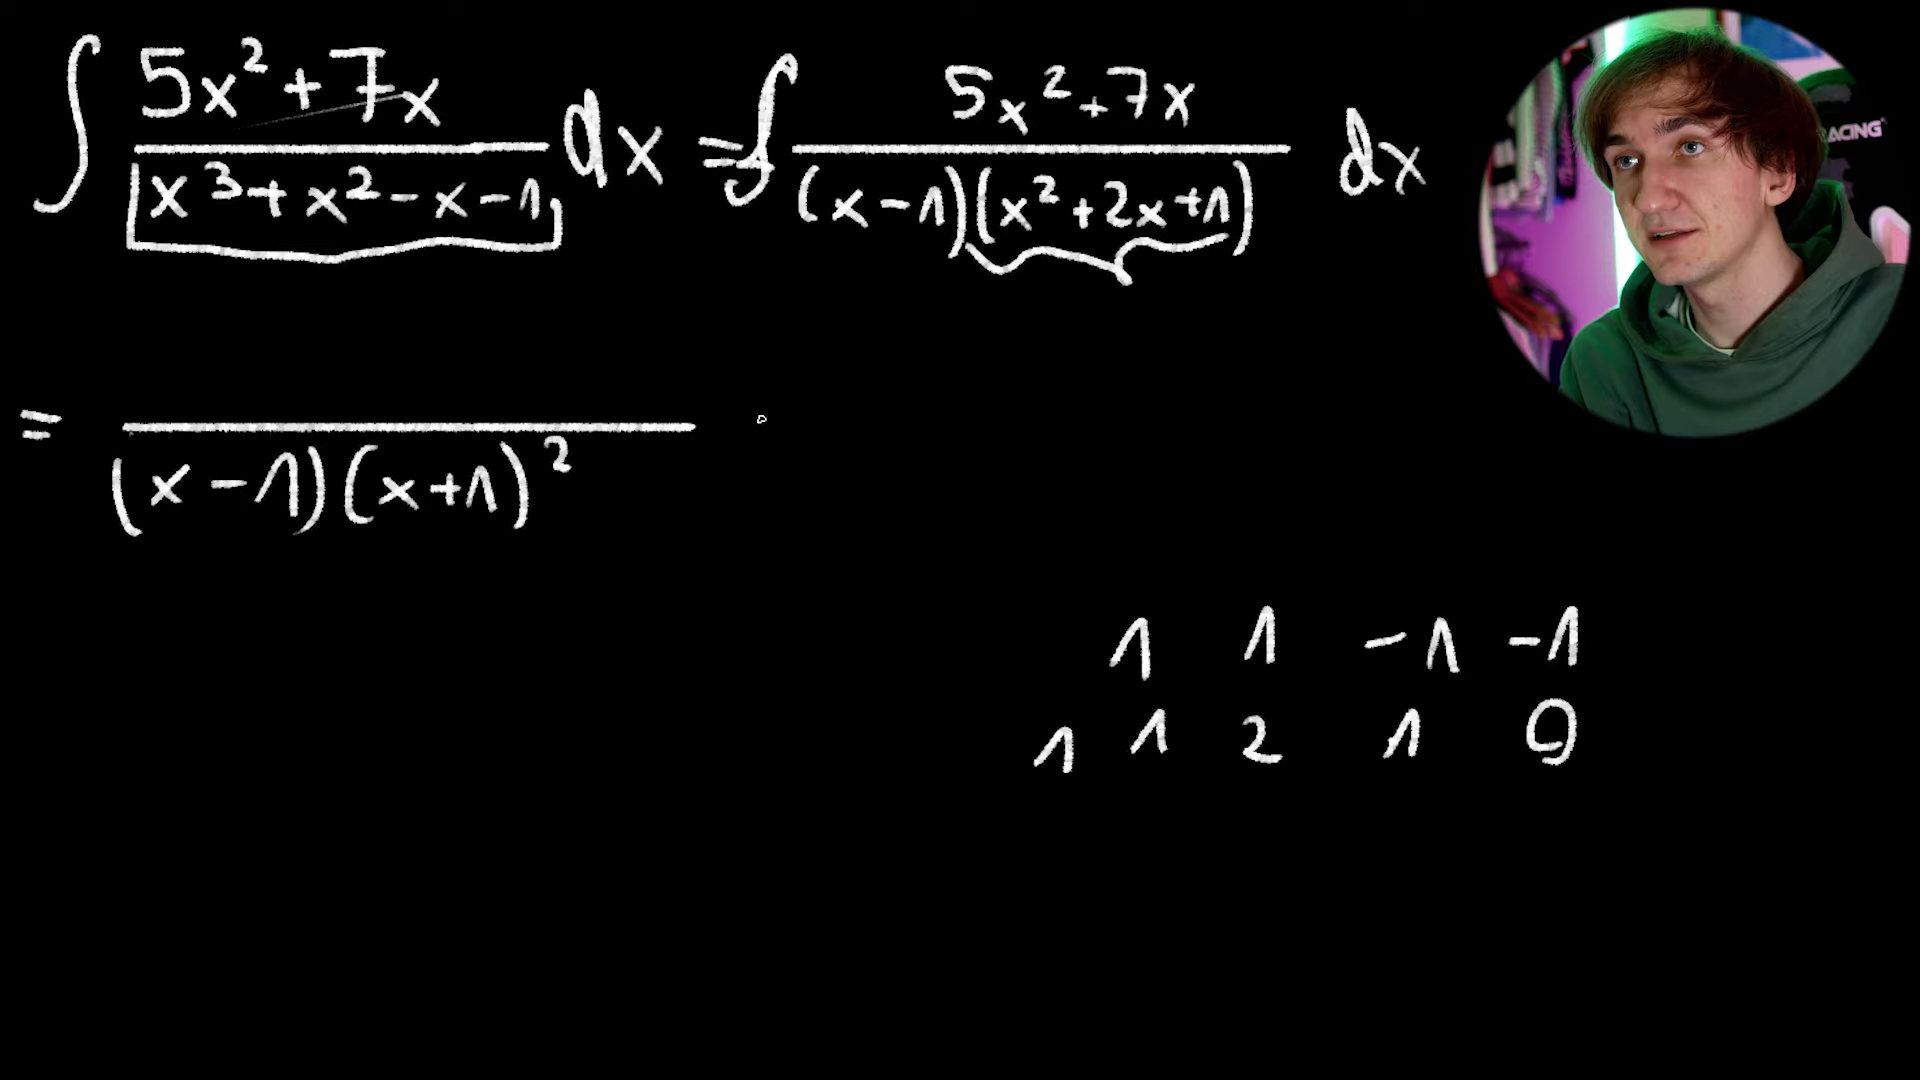 ∫ (5x² + 7x)/(x³ + x² - x - 1) dx = ∫ (5x² + 7x)/((x - 1)(x² + 2x + 1)) dx
RACING
= /((x - 1)(x + 1)²)
1 1 -1 -1
1 1 2 1 0